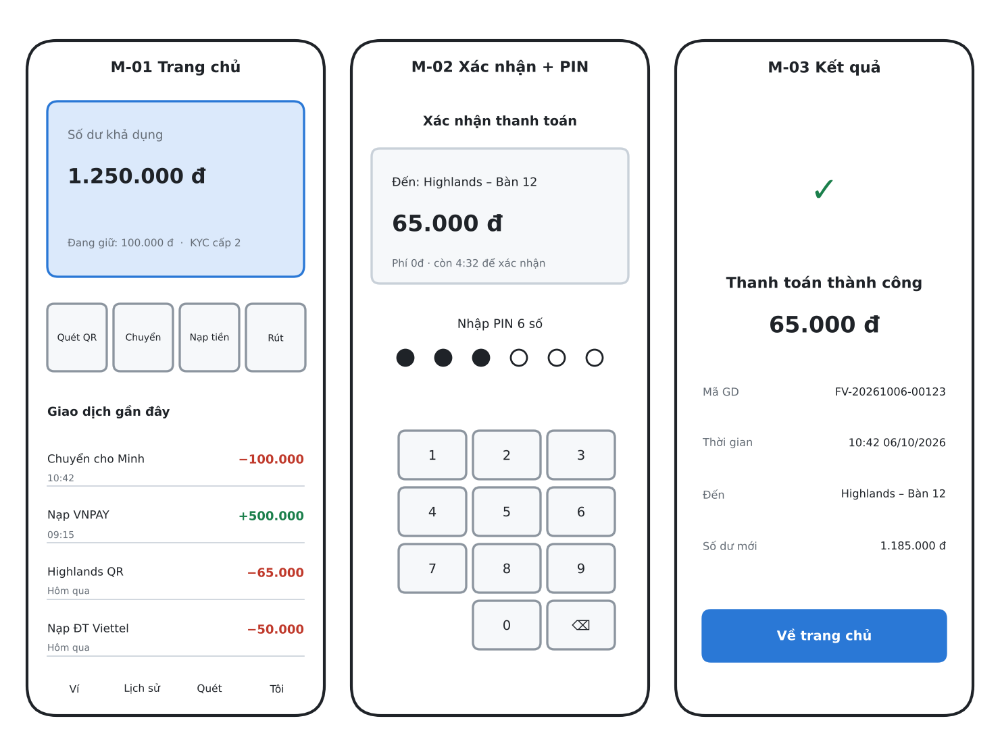 M-01 Trang chủ
Số dư khả dụng
1.250.000 đ
Đang giữ: 100.000 đ · KYC cấp 2
Quét QR
Chuyển
Nạp tiền
Rút
Giao dịch gần đây
Chuyển cho Minh −100.000
10:42
Nạp VNPAY +500.000
09:15
Highlands QR −65.000
Hôm qua
Nạp ĐT Viettel −50.000
Hôm qua
Ví Lịch sử Quét Tôi
M-02 Xác nhận + PIN
Xác nhận thanh toán
Đến: Highlands – Bàn 12
65.000 đ
Phí 0đ · còn 4:32 để xác nhận
Nhập PIN 6 số
1 2 3
4 5 6
7 8 9
0 ⌫
M-03 Kết quả
✓
Thanh toán thành công
65.000 đ
Mã GD FV-20261006-00123
Thời gian 10:42 06/10/2026
Đến Highlands – Bàn 12
Số dư mới 1.185.000 đ
Về trang chủ